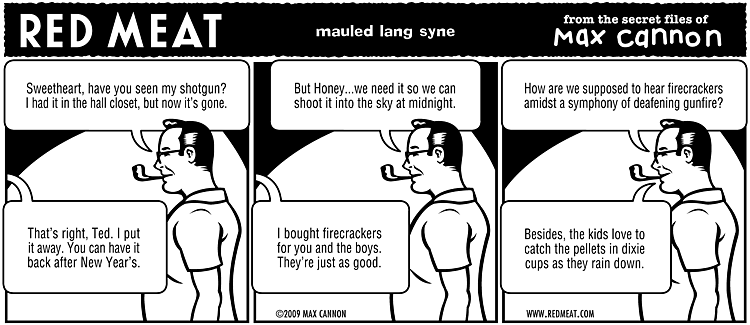 RED MEAT
mauled lang syne
from the secret files of
Max Cannon
Sweetheart, have you seen my shotgun?
I had it in the hall closet, but now it's gone.
That's right, Ted. I put
it away. You can have it
back after New Year's.
But Honey...we need it so we can
shoot it into the sky at midnight.
I bought firecrackers
for you and the boys.
They're just as good.
©2009 MAX CANNON
How are we supposed to hear firecrackers
amidst a symphony of deafening gunfire?
Besides, the kids love to
catch the pellets in dixie
cups as they rain down.
WWW.REDMEAT.COM